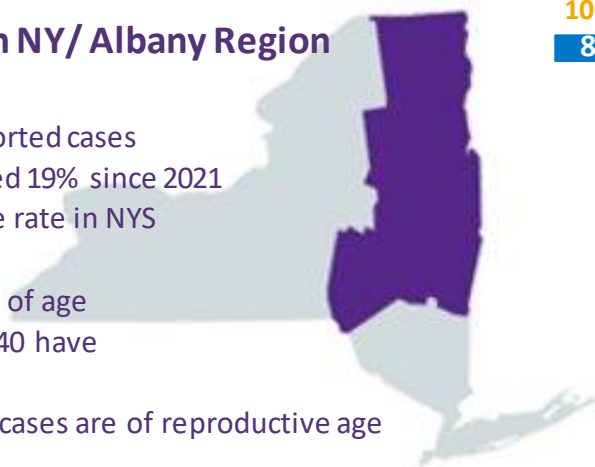 NY/ Albany Region
10
8
orted cases
ed 19% since 2021
e rate in NYS
of age
40 have
cases are of reproductive age